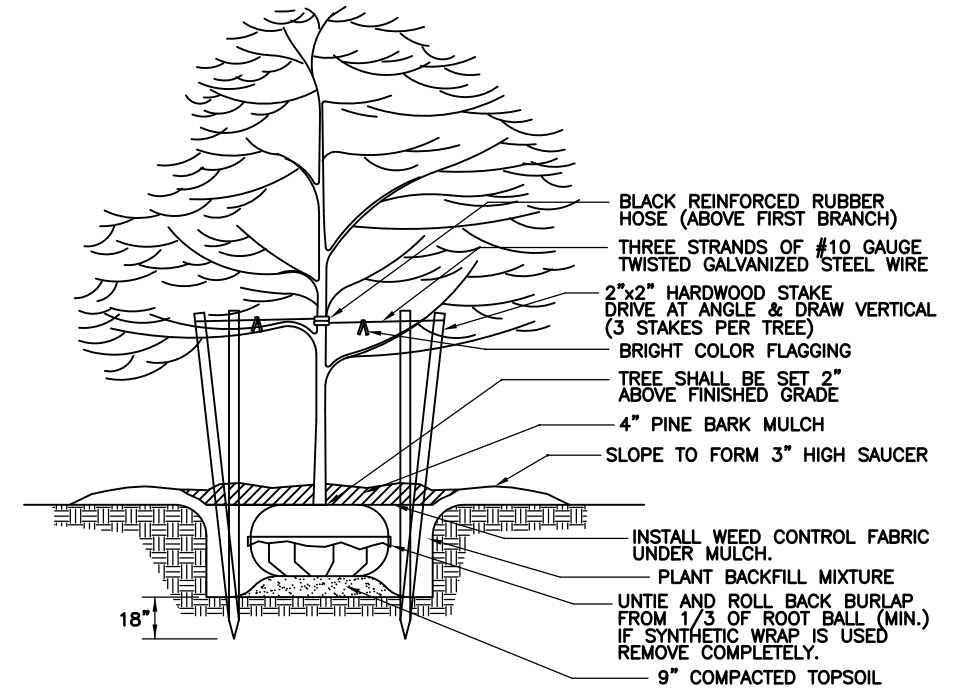 BLACK REINFORCED RUBBER
HOSE (ABOVE FIRST BRANCH)
THREE STRANDS OF #10 GAUGE
TWISTED GALVANIZED STEEL WIRE
2"x2" HARDWOOD STAKE
DRIVE AT ANGLE & DRAW VERTICAL
(3 STAKES PER TREE)
BRIGHT COLOR FLAGGING
TREE SHALL BE SET 2"
ABOVE FINISHED GRADE
4" PINE BARK MULCH
SLOPE TO FORM 3" HIGH SAUCER
INSTALL WEED CONTROL FABRIC
UNDER MULCH.
PLANT BACKFILL MIXTURE
UNTIE AND ROLL BACK BURLAP
FROM 1/3 OF ROOT BALL (MIN.)
IF SYNTHETIC WRAP IS USED
REMOVE COMPLETELY.
9" COMPACTED TOPSOIL
18"